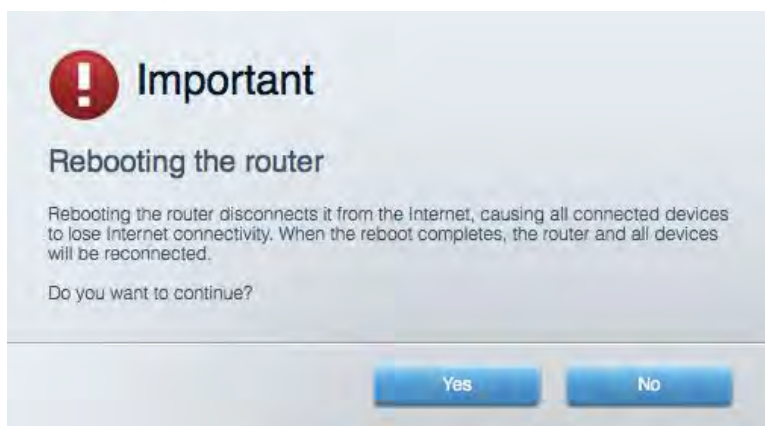 Important
Rebooting the router
Rebooting the router disconnects it from the Internet, causing all connected devices
to lose Internet connectivity. When the reboot completes, the router and all devices
will be reconnected.
Do you want to continue?
Yes
No